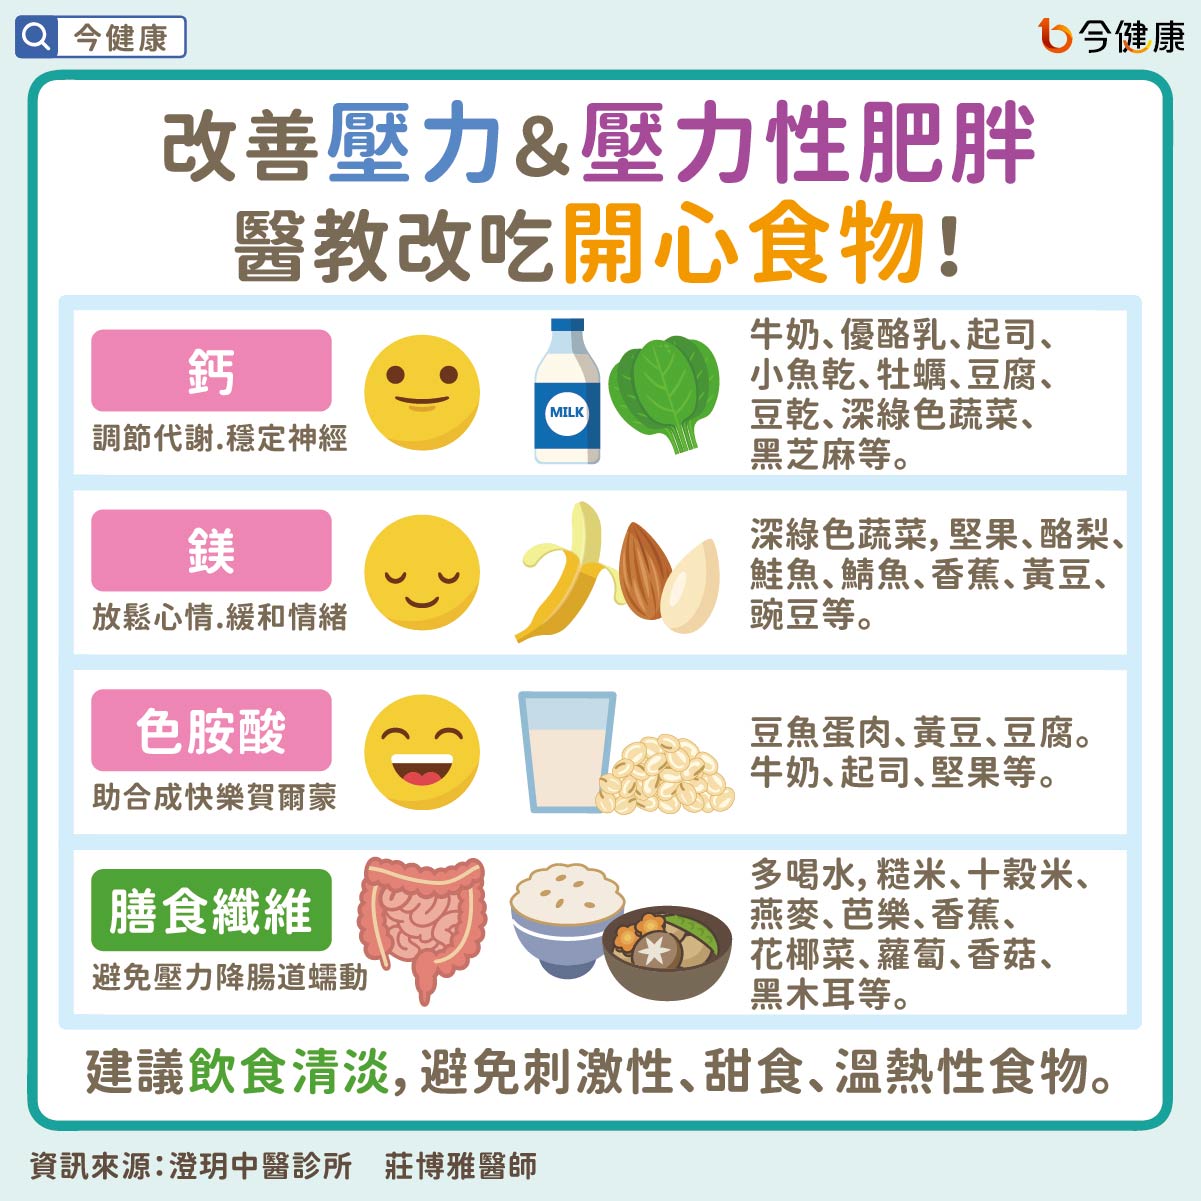 今健康
今健康
改善壓力&壓力性肥胖
醫教改吃開心食物!
鈣
調節代謝.穩定神經
MILK
牛奶、優酪乳、起司、
小魚乾、牡蠣、豆腐、
豆乾、深綠色蔬菜、
黑芝麻等。
鎂
放鬆心情.緩和情緒
深綠色蔬菜,堅果、酪梨、
鮭魚、鯖魚、香蕉、黃豆、
豌豆等。
色胺酸
助合成快樂賀爾蒙
豆魚蛋肉、黃豆、豆腐。
牛奶、起司、堅果等。
膳食纖維
避免壓力降腸道蠕動
多喝水,糙米、十穀米、
燕麥、芭樂、香蕉、
花椰菜、蘿蔔、香菇、
黑木耳等。
建議飲食清淡,避免刺激性、甜食、溫熱性食物。
資訊來源:澄玥中醫診所 莊博雅醫師